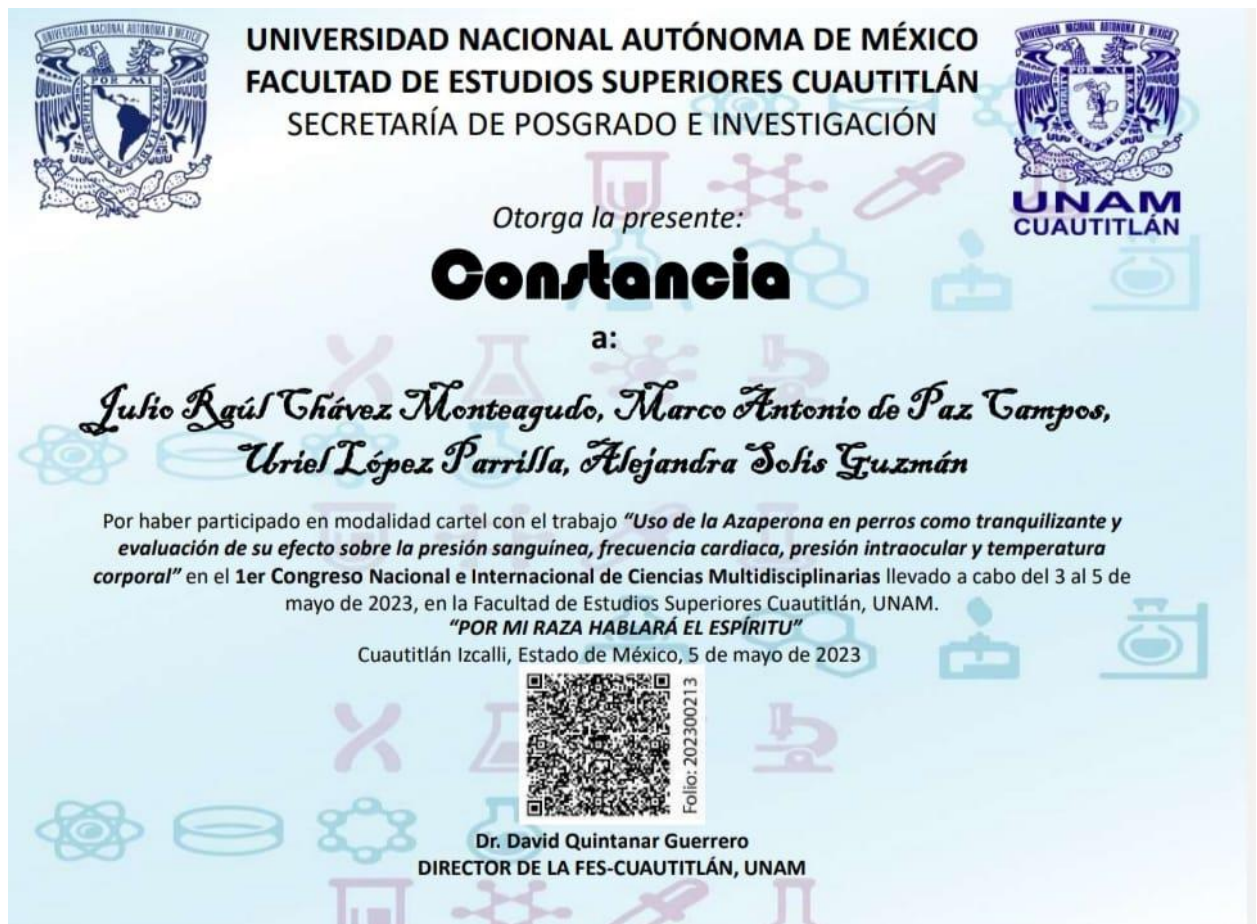 UNIVERSIDAD NACIONAL AUTÓNOMA DE MÉXICO
FACULTAD DE ESTUDIOS SUPERIORES CUAUTITLÁN
SECRETARÍA DE POSGRADO E INVESTIGACIÓN
UNAM
CUAUTITLÁN
Otorga la presente:
Constancia
a:
Julio Raúl Chávez Monteagudo, Marco Antonio de Paz Campos,
Uriel López Parrilla, Alejandra Solis Guzmán
Por haber participado en modalidad cartel con el trabajo “Uso de la Azaperona en perros como tranquilizante y
evaluación de su efecto sobre la presión sanguínea, frecuencia cardiaca, presión intraocular y temperatura
corporal” en el 1er Congreso Nacional e Internacional de Ciencias Multidisciplinarias llevado a cabo del 3 al 5 de
mayo de 2023, en la Facultad de Estudios Superiores Cuautitlán, UNAM.
“POR MI RAZA HABLARÁ EL ESPÍRITU”
Cuautitlán Izcalli, Estado de México, 5 de mayo de 2023
Folio: 202300213
Dr. David Quintanar Guerrero
DIRECTOR DE LA FES-CUAUTITLÁN, UNAM